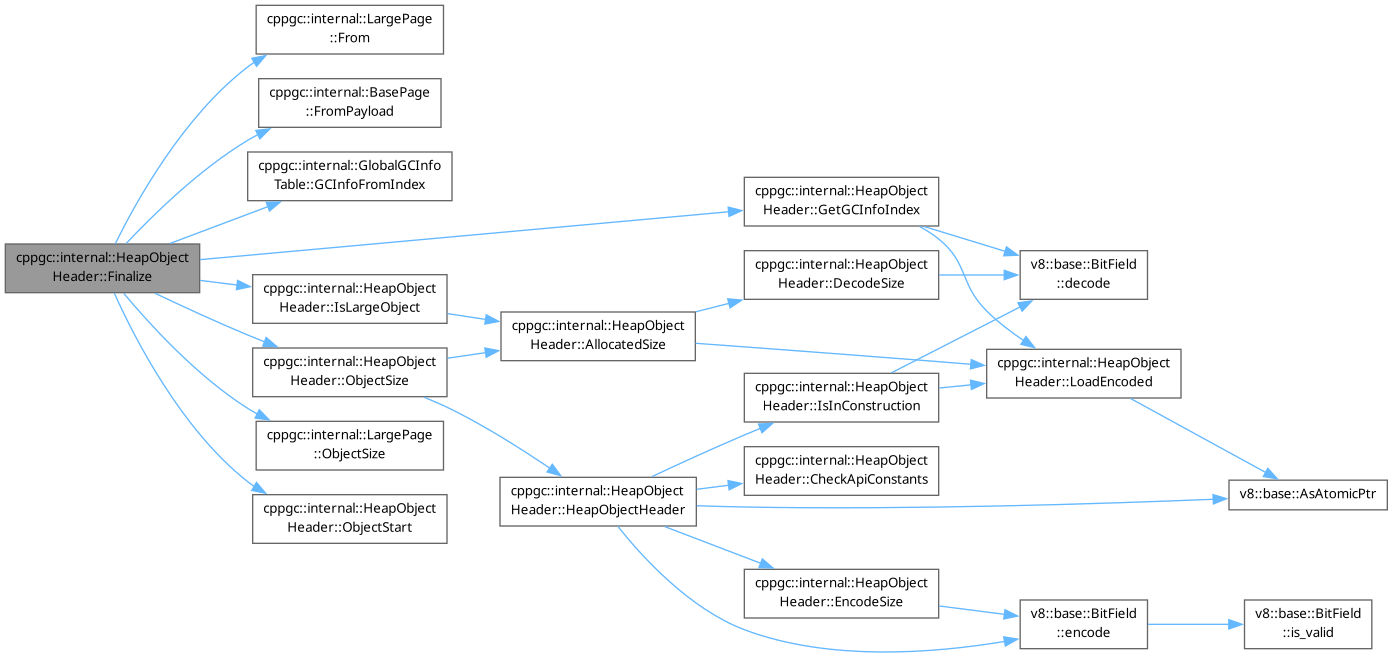 cppgc::internal::LargePage
::From
cppgc::internal::BasePage
::FromPayload
cppgc::internal::GlobalGCInfo
Table::GCInfoFromIndex
cppgc::internal::HeapObject
Header::GetGCInfoIndex
cppgc::internal::HeapObject
Header::Finalize
cppgc::internal::HeapObject
Header::IsLargeObject
cppgc::internal::HeapObject
Header::DecodeSize
v8::base::BitField
::decode
cppgc::internal::HeapObject
Header::AllocatedSize
cppgc::internal::HeapObject
Header::ObjectSize
cppgc::internal::HeapObject
Header::LoadEncoded
cppgc::internal::HeapObject
Header::IsInConstruction
cppgc::internal::LargePage
::ObjectSize
cppgc::internal::HeapObject
Header::CheckApiConstants
cppgc::internal::HeapObject
Header::HeapObjectHeader
v8::base::AsAtomicPtr
cppgc::internal::HeapObject
Header::ObjectStart
cppgc::internal::HeapObject
Header::EncodeSize
v8::base::BitField
::encode
v8::base::BitField
::is_valid